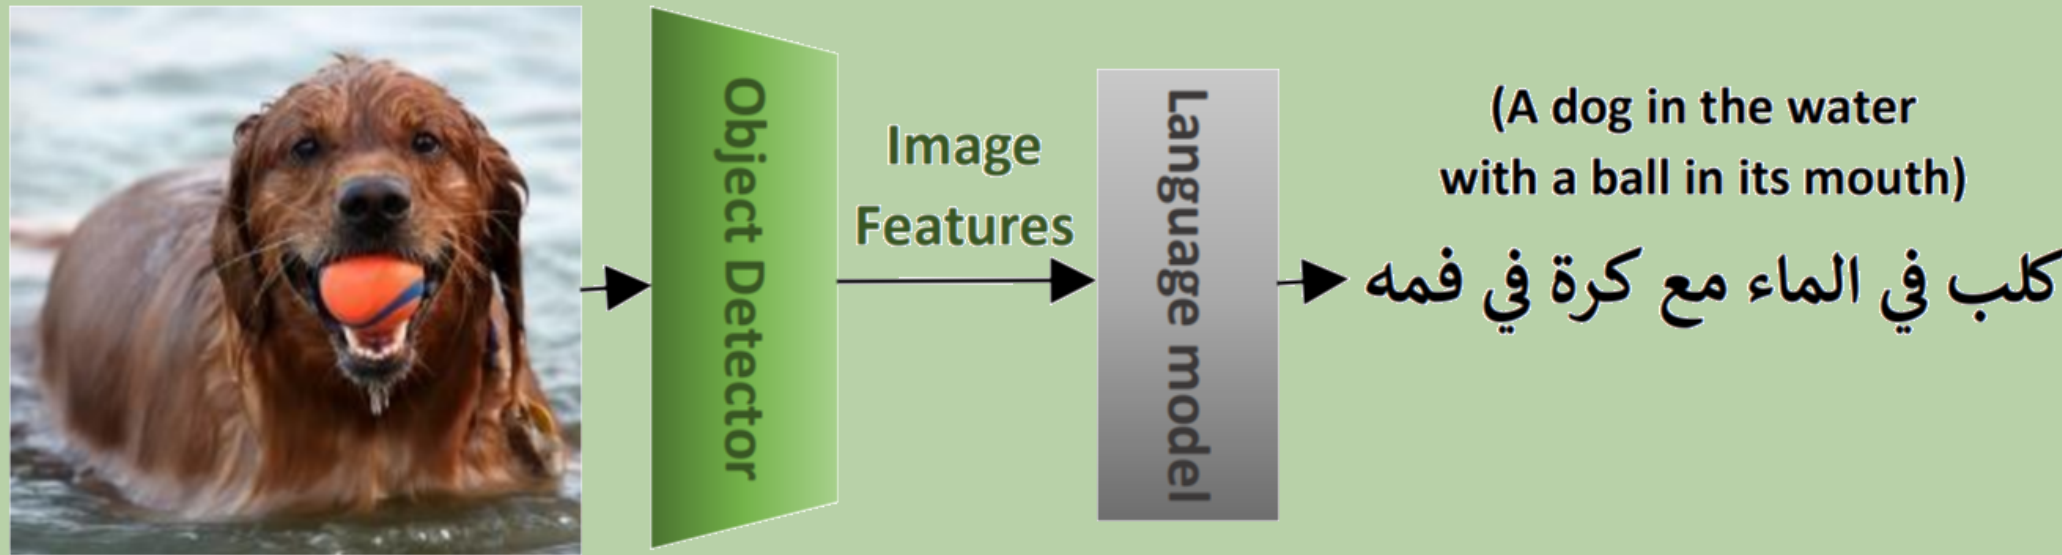 Object Detector
Image
Features
Language model
(A dog in the water
with a ball in its mouth)
كلب في الماء مع كرة في فمه